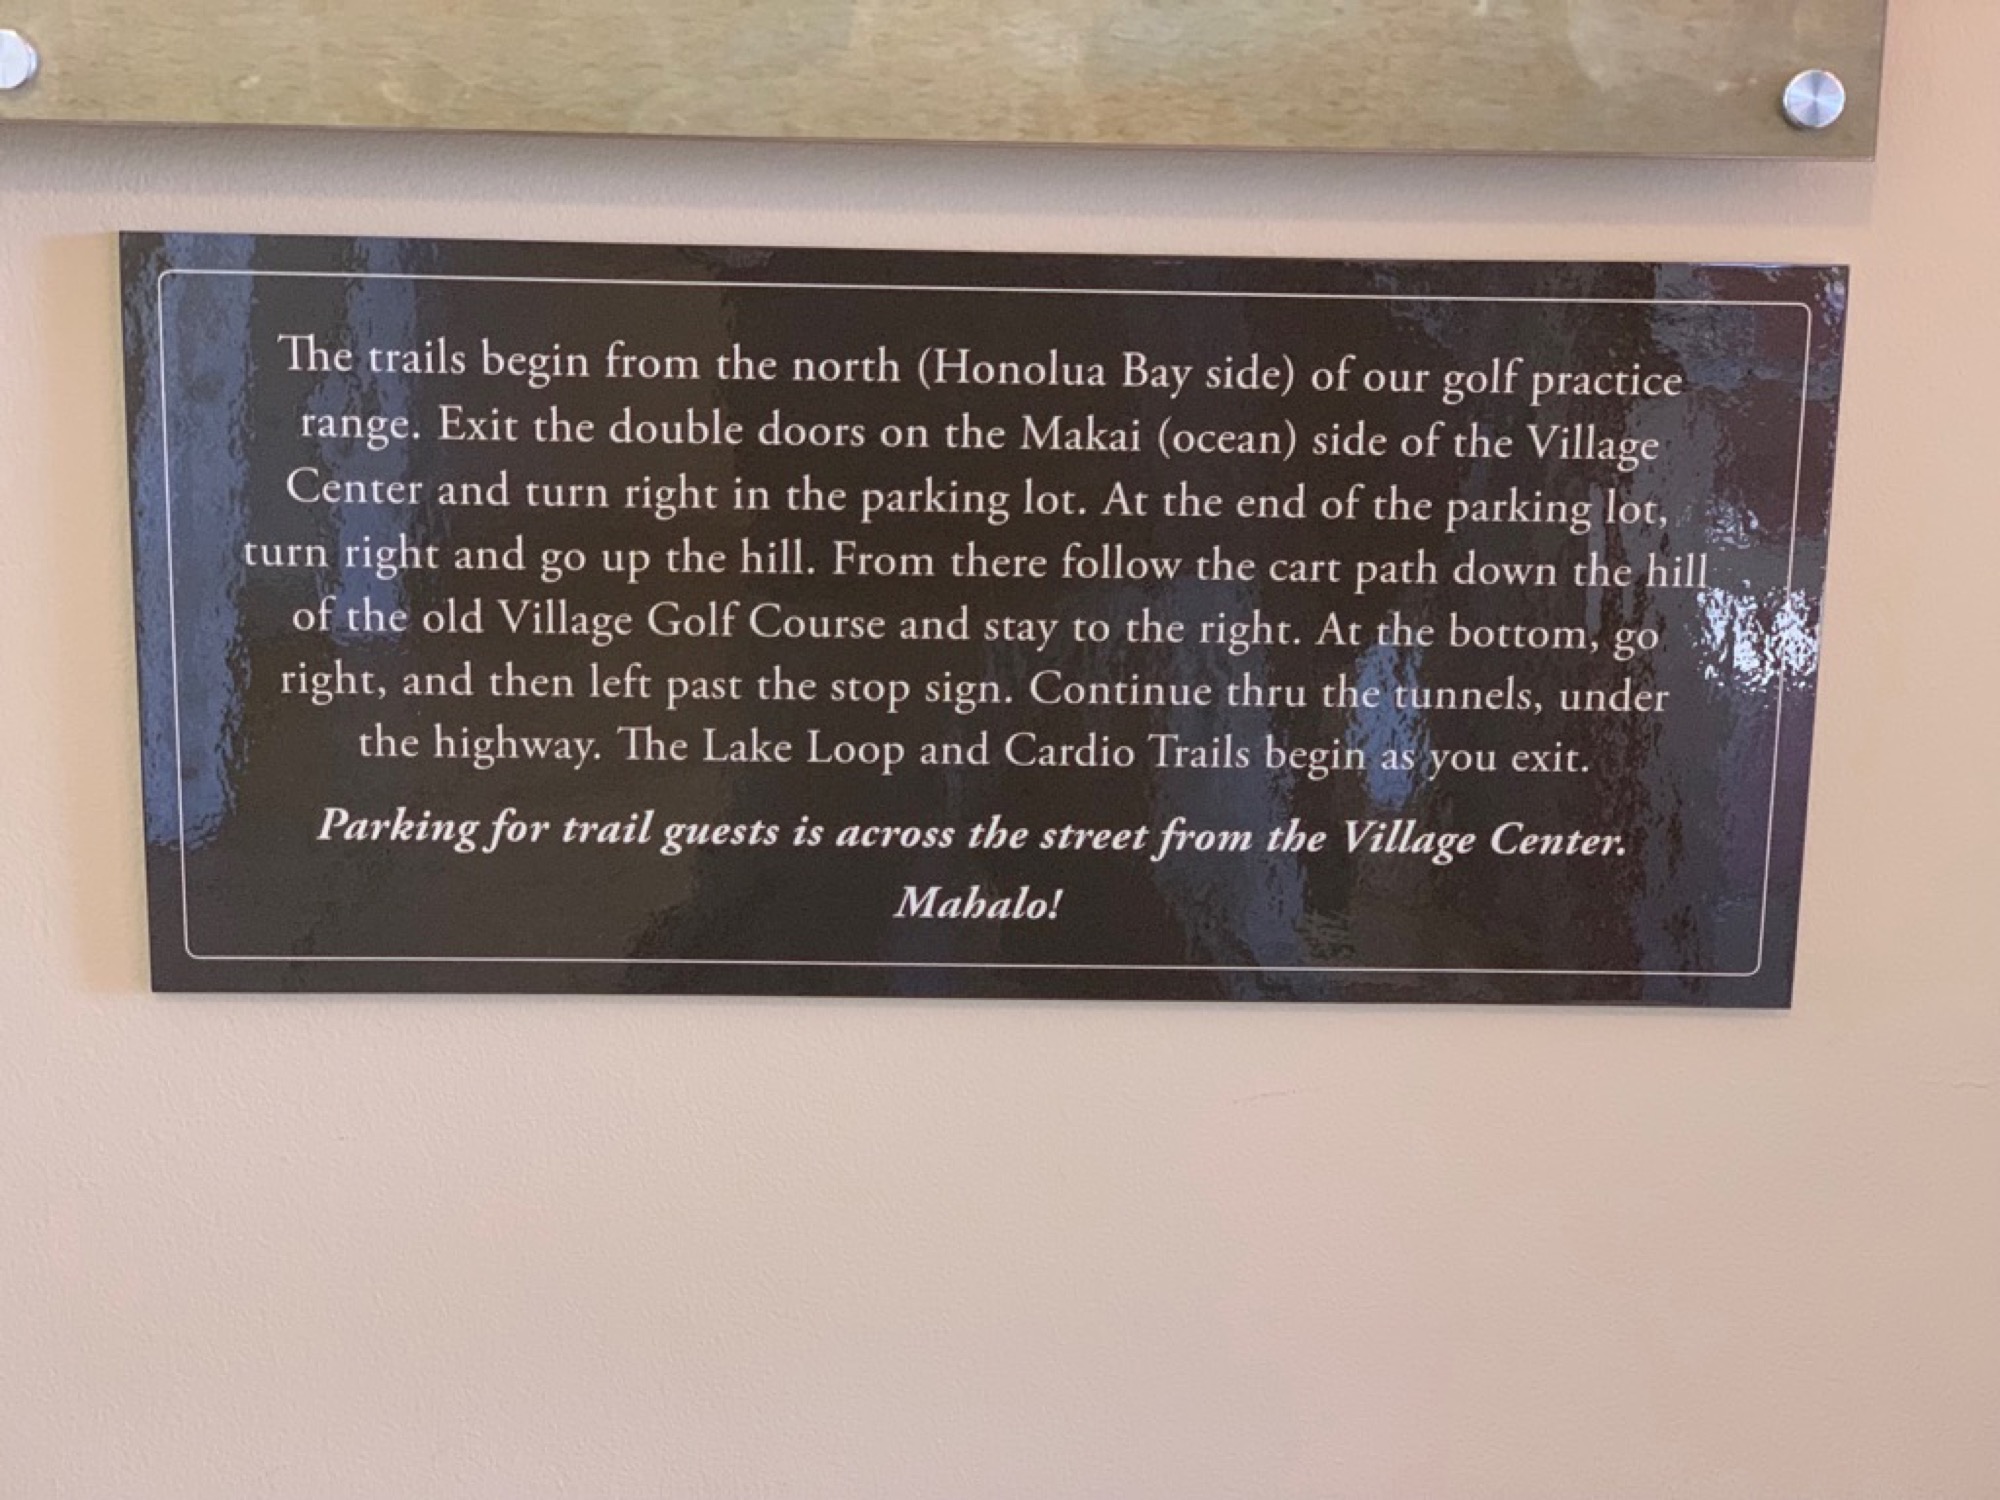 The trails begin from the north (Honolua Bay side) of our golf practice
range. Exit the double doors on the Makai (ocean) side of the Village
Center and turn right in the parking lot. At the end of the parking lot,
turn right and go up the hill. From there follow the cart path down the hill
of the old Village Golf Course and stay to the right. At the bottom, go
right, and then left past the stop sign. Continue thru the tunnels, under
the highway. The Lake Loop and Cardio Trails begin as you exit.
Parking for trail guests is across the street from the Village Center.
Mahalo!